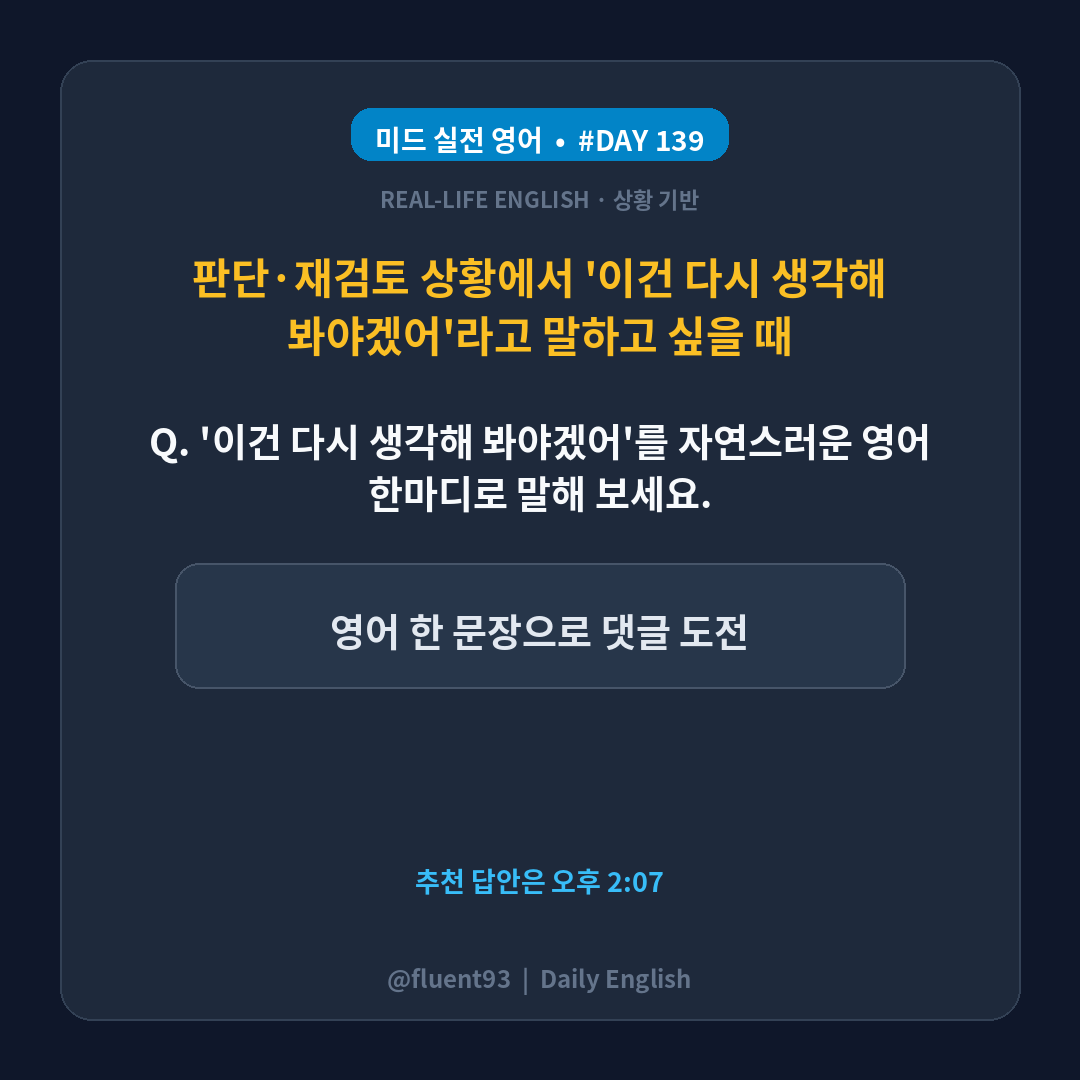 미드 실전 영어 • #DAY 139
REAL-LIFE ENGLISH · 상황 기반
판단·재검토 상황에서 '이건 다시 생각해
봐야겠어'라고 말하고 싶을 때
Q. '이건 다시 생각해 봐야겠어'를 자연스러운 영어
한마디로 말해 보세요.
영어 한 문장으로 댓글 도전
추천 답안은 오후 2:07
@fluent93 | Daily English